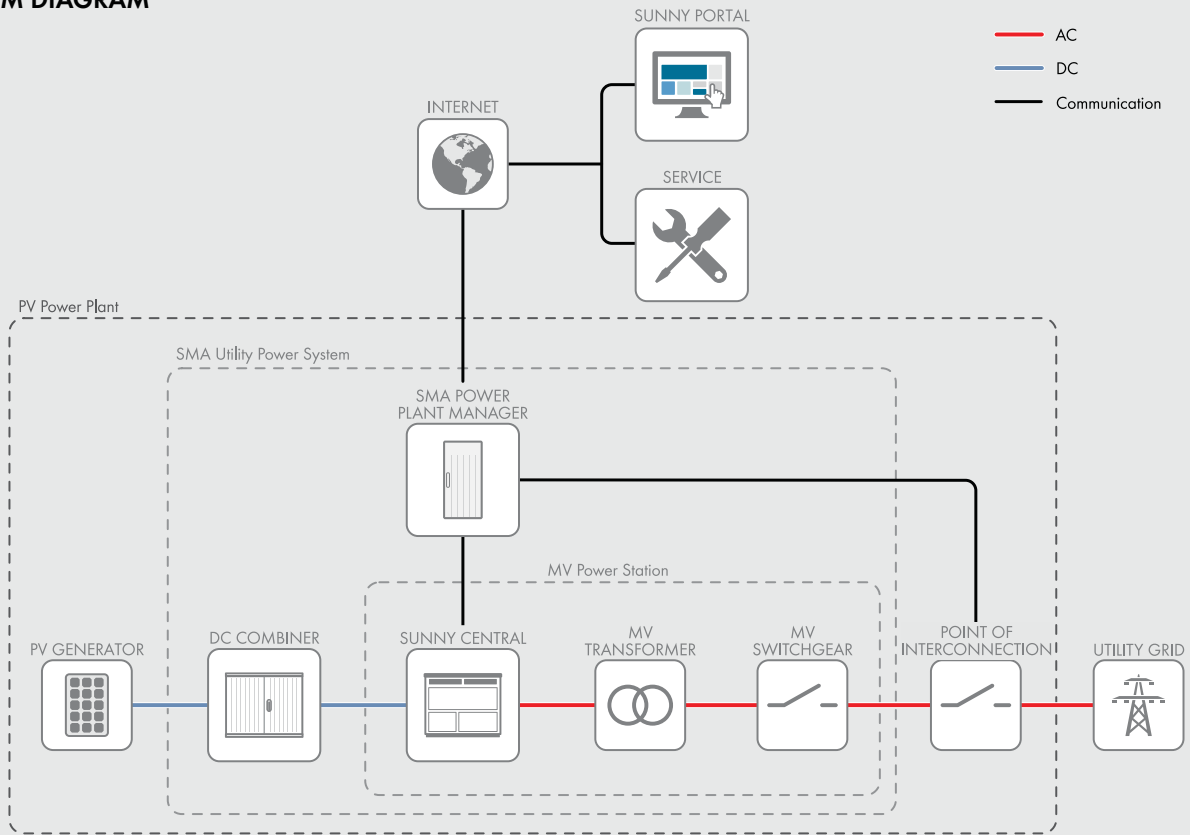 M DIAGRAM
SUNNY PORTAL
AC
DC
Communication
INTERNET
SERVICE
PV Power Plant
SMA Utility Power System
SMA POWER
PLANT MANAGER
MV Power Station
PV GENERATOR
DC COMBINER
SUNNY CENTRAL
MV
TRANSFORMER
MV
SWITCHGEAR
POINT OF
INTERCONNECTION
UTILITY GRID